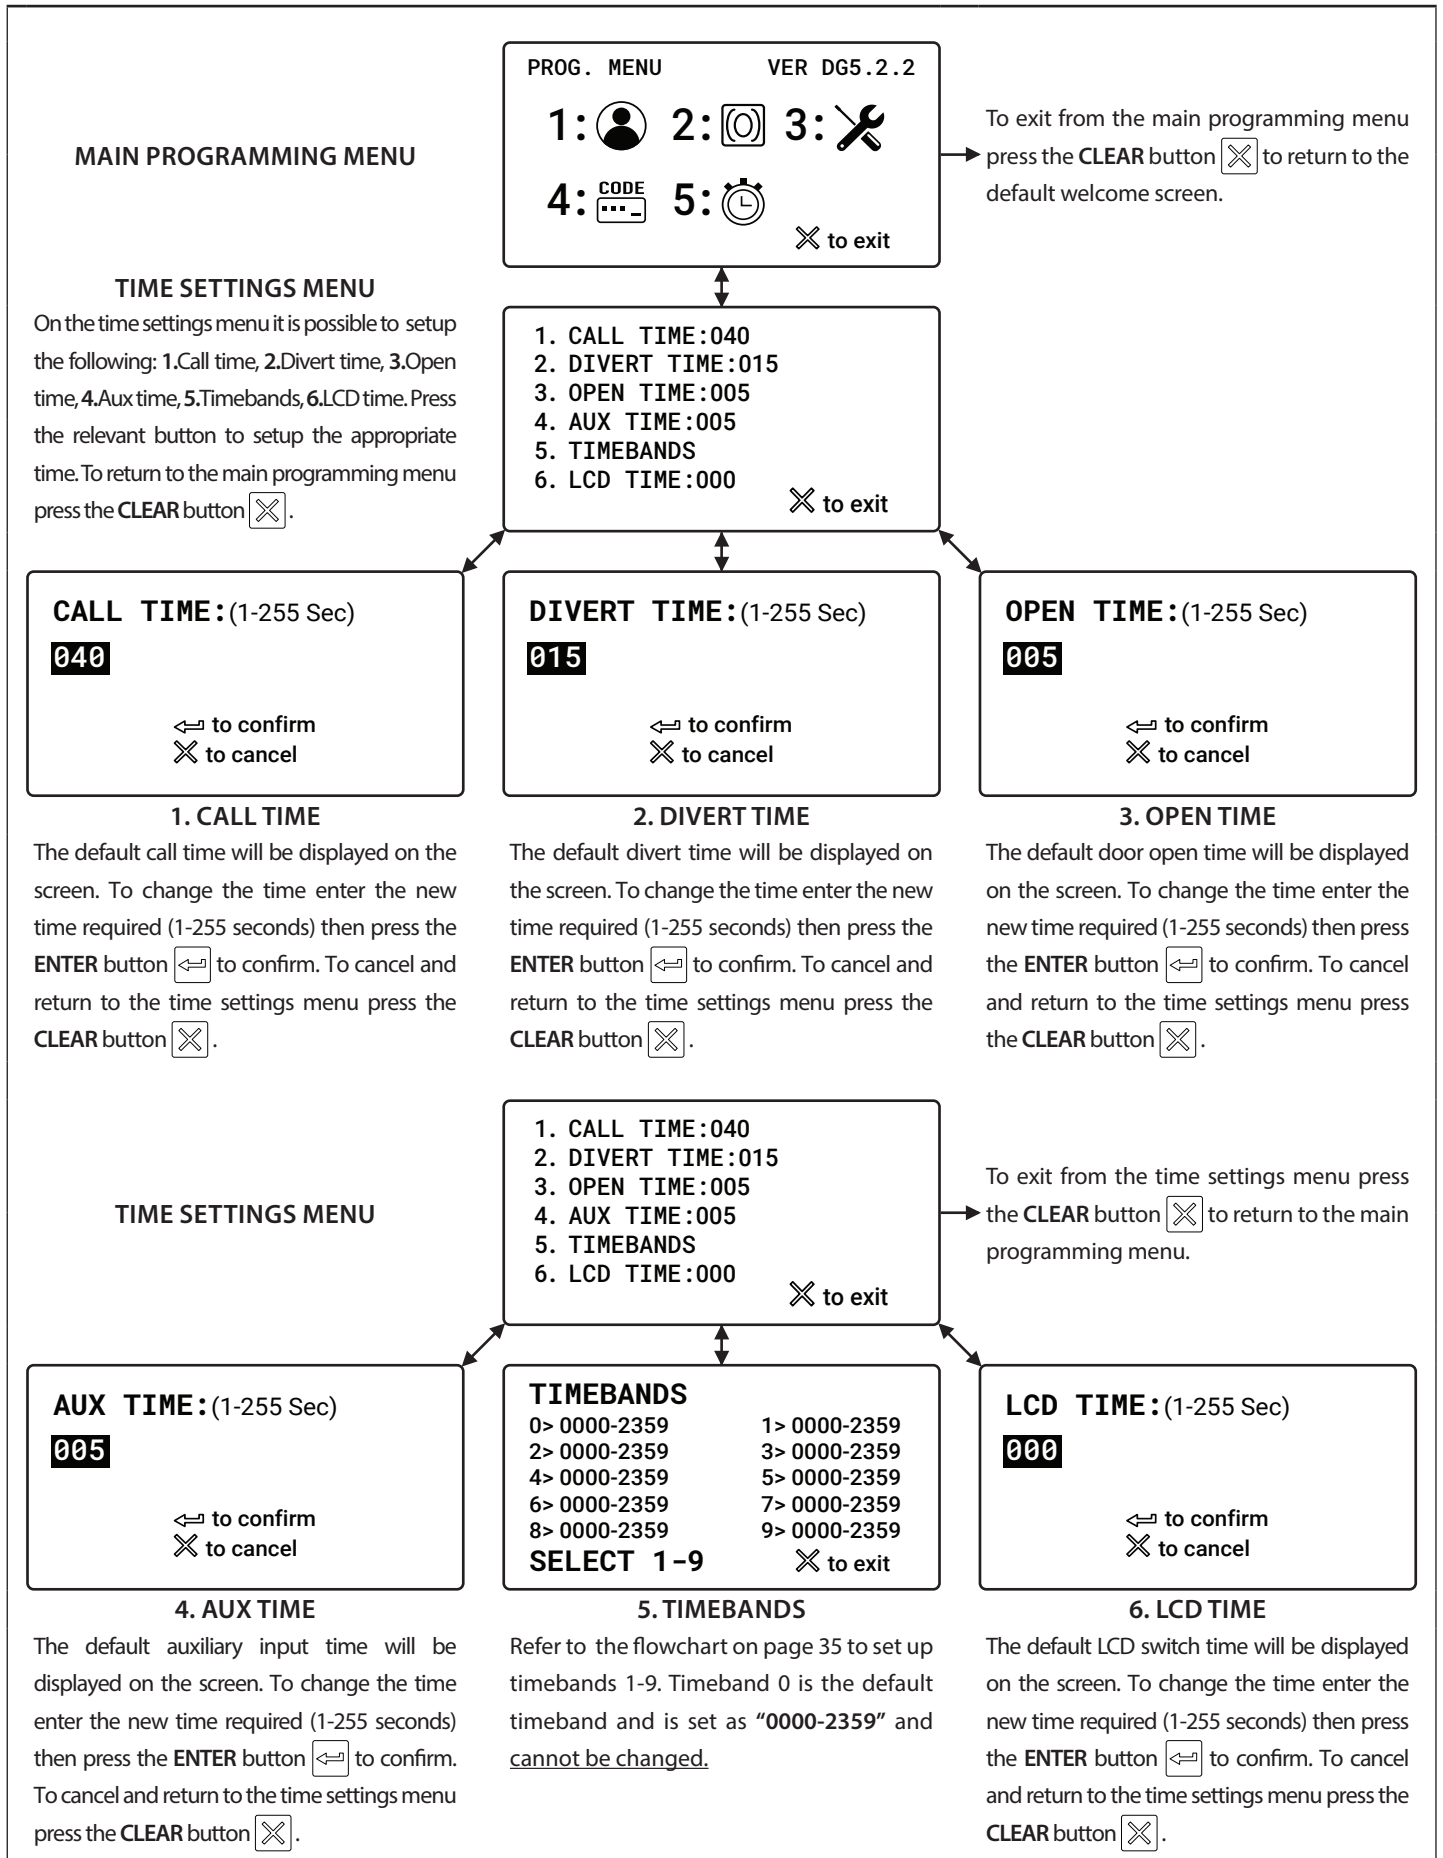 PROG. MENU VER DG5.2.2
1: 2: 3:
4: CODE 5:
to exit
MAIN PROGRAMMING MENU
To exit from the main programming menu
press the CLEAR button to return to the
default welcome screen.
TIME SETTINGS MENU
On the time settings menu it is possible to setup
the following: 1.Call time, 2.Divert time, 3.Open
time, 4.Aux time, 5.Timebands, 6.LCD time. Press
the relevant button to setup the appropriate
time. To return to the main programming menu
press the CLEAR button .
1. CALL TIME:040
2. DIVERT TIME:015
3. OPEN TIME:005
4. AUX TIME:005
5. TIMEBANDS
6. LCD TIME:000
to exit
CALL TIME:(1-255 Sec)
040
to confirm
to cancel
DIVERT TIME:(1-255 Sec)
015
to confirm
to cancel
OPEN TIME:(1-255 Sec)
005
to confirm
to cancel
1. CALL TIME
The default call time will be displayed on the
screen. To change the time enter the new
time required (1-255 seconds) then press the
ENTER button to confirm. To cancel and
return to the time settings menu press the
CLEAR button .
2. DIVERT TIME
The default divert time will be displayed on
the screen. To change the time enter the new
time required (1-255 seconds) then press the
ENTER button to confirm. To cancel and
return to the time settings menu press the
CLEAR button .
3. OPEN TIME
The default door open time will be displayed
on the screen. To change the time enter the
new time required (1-255 seconds) then press
the ENTER button to confirm. To cancel
and return to the time settings menu press
the CLEAR button .
TIME SETTINGS MENU
1. CALL TIME:040
2. DIVERT TIME:015
3. OPEN TIME:005
4. AUX TIME:005
5. TIMEBANDS
6. LCD TIME:000
to exit
To exit from the time settings menu press
the CLEAR button to return to the main
programming menu.
AUX TIME:(1-255 Sec)
005
to confirm
to cancel
TIMEBANDS
0> 0000-2359 1> 0000-2359
2> 0000-2359 3> 0000-2359
4> 0000-2359 5> 0000-2359
6> 0000-2359 7> 0000-2359
8> 0000-2359 9> 0000-2359
SELECT 1-9 to exit
LCD TIME:(1-255 Sec)
000
to confirm
to cancel
4. AUX TIME
The default auxiliary input time will be
displayed on the screen. To change the time
enter the new time required (1-255 seconds)
then press the ENTER button to confirm.
To cancel and return to the time settings menu
press the CLEAR button .
5. TIMEBANDS
Refer to the flowchart on page 35 to set up
timebands 1-9. Timeband 0 is the default
timeband and is set as “0000-2359” and
cannot be changed.
6. LCD TIME
The default LCD switch time will be displayed
on the screen. To change the time enter the
new time required (1-255 seconds) then press
the ENTER button to confirm. To cancel
and return to the time settings menu press the
CLEAR button .